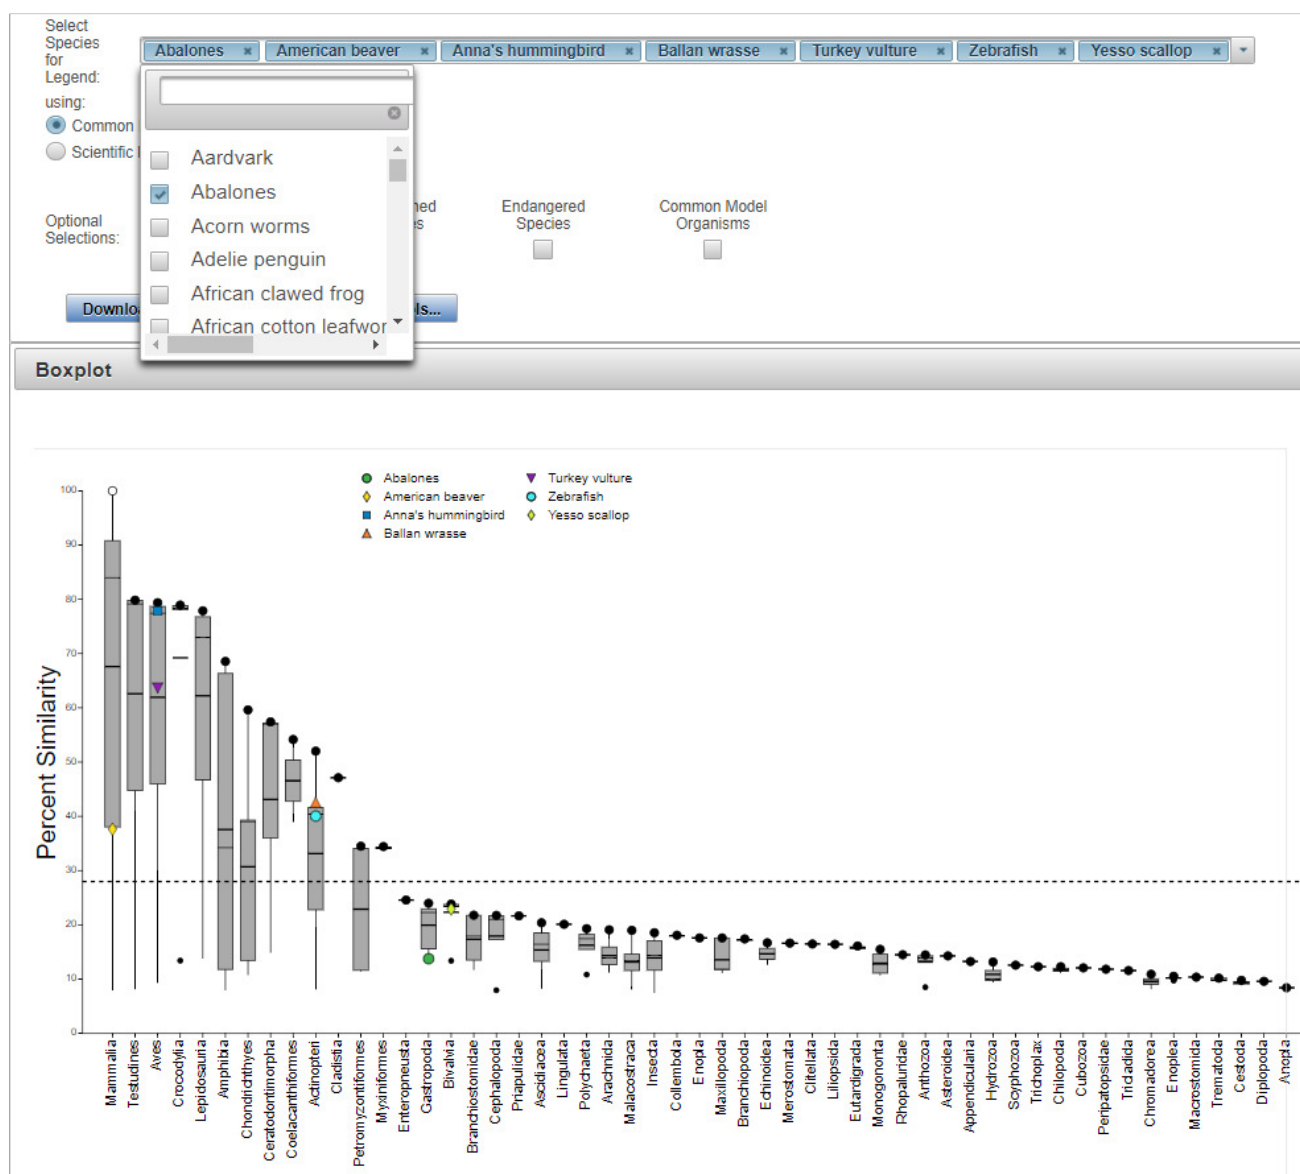 Select
Species
for
Legend:
Abalones × American beaver × Anna's hummingbird × Ballan wrasse × Turkey vulture × Zebrafish × Yesso scallop ×
using:
Common
Scientific
Aardvark
Abalones
Acorn worms
Adelie penguin
African clawed frog
African cotton leafwor
Optional
Selections:
Endangered
Species
Common Model
Organisms
Downlo
ls...
Boxplot
Abalones
American beaver
Anna's hummingbird
Ballan wrasse
Turkey vulture
Zebrafish
Yesso scallop
Percent Similarity
100
90
80
70
60
50
40
30
20
10
0
Mammalia
Testudines
Aves
Crocodylia
Lepidosauria
Amphibia
Chondrichthyes
Ceratodontimorpha
Coelacanthiformes
Actinopteri
Cladistia
Petromyzontiformes
Myxiniformes
Enteropneusta
Gastropoda
Bivalvia
Branchiostomidae
Cephalopoda
Priapulidae
Ascidiacea
Lingulata
Polychaeta
Arachnida
Malacostraca
Insecta
Collembola
Enopla
Maxillopoda
Branchiopoda
Echinoidea
Merostomata
Clitellata
Liliopsida
Eutardigrada
Monogononta
Rhopaluridae
Anthozoa
Asteroidea
Appendicularia
Hydrozoa
Scyphozoa
Trichoplax
Chilopoda
Cubozoa
Peripatopsidae
Tricladida
Chromadorea
Enoplea
Macrostomida
Trematoda
Cestoda
Diplopoda
Anopla